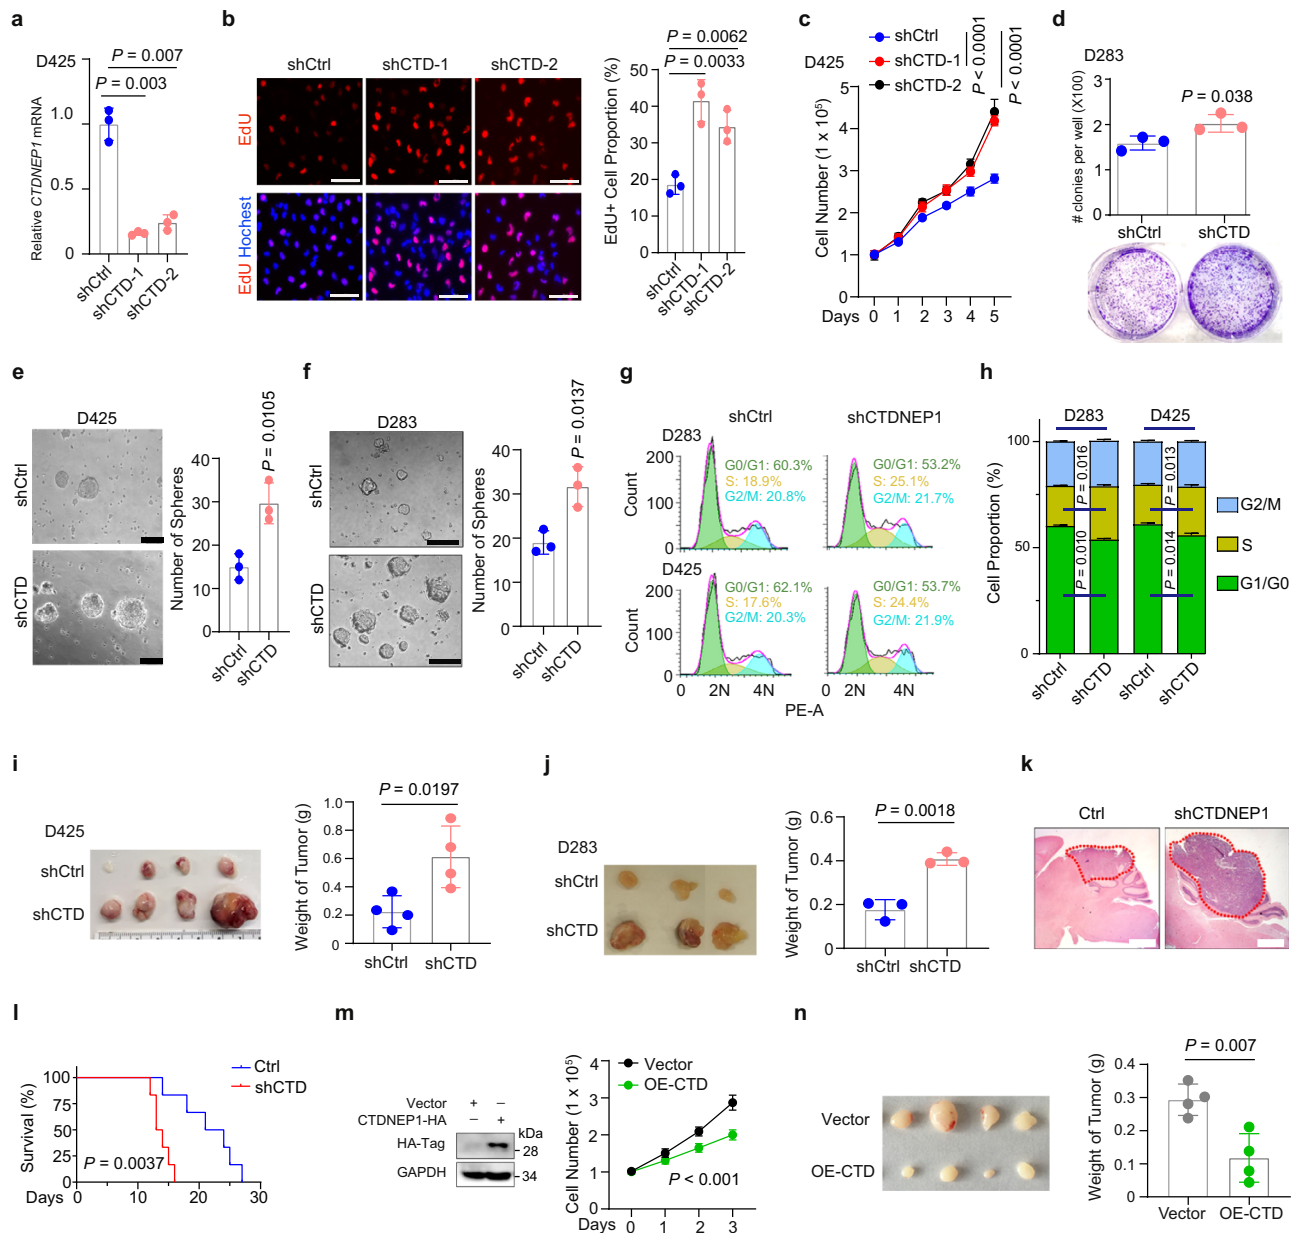 a
D425
P = 0.007
P = 0.003
Relative CTDNEP1 mRNA
1.0
0.5
0
shCtrl
shCTD-1
shCTD-2
b
shCtrl
shCTD-1
shCTD-2
EdU
EdU Hochest
P = 0.0062
P = 0.0033
EdU+ Cell Proportion (%)
50
40
30
20
10
0
shCtrl
shCTD-1
shCTD-2
c
D425
shCtrl
shCTD-1
shCTD-2
P < 0.0001
P < 0.0001
Cell Number (1 x 10⁵)
5
4
3
2
1
0
Days 0 1 2 3 4 5
d
D283
P = 0.038
# clonies per well (X100)
3
2
1
0
shCtrl
shCTD
e
D425
shCtrl
shCTD
P = 0.0105
Number of Spheres
40
30
20
10
0
shCtrl
shCTD
f
D283
shCtrl
shCTD
P = 0.0137
Number of Spheres
40
30
20
10
0
shCtrl
shCTD
g
shCtrl
shCTDNEP1
D283
Count
200
100
0
G0/G1: 60.3%
S: 18.9%
G2/M: 20.8%
G0/G1: 53.2%
S: 25.1%
G2/M: 21.7%
D425
Count
200
100
0
G0/G1: 62.1%
S: 17.6%
G2/M: 20.3%
G0/G1: 53.7%
S: 24.4%
G2/M: 21.9%
0 2N 4N
2N 4N
PE-A
h
D283
D425
Cell Proportion (%)
100
50
0
P = 0.016
P = 0.010
P = 0.013
P = 0.014
G2/M
S
G1/G0
shCtrl
shCTD
shCtrl
shCTD
i
D425
shCtrl
shCTD
P = 0.0197
Weight of Tumor (g)
1.0
0.8
0.6
0.4
0.2
0
shCtrl
shCTD
j
D283
shCtrl
shCTD
P = 0.0018
Weight of Tumor (g)
0.6
0.4
0.2
0
shCtrl
shCTD
k
Ctrl
shCTDNEP1
l
Ctrl
shCTD
Survival (%)
100
75
50
25
0
P = 0.0037
Days
0 10 20 30
m
Vector + −
CTDNEP1-HA − +
kDa
HA-Tag
28
GAPDH
34
Vector
OE-CTD
Cell Number (1 x 10⁵)
4
3
2
1
0
P < 0.001
Days 0 1 2 3
n
Vector
OE-CTD
P = 0.007
Weight of Tumor (g)
0.4
0.3
0.2
0.1
0
Vector
OE-CTD